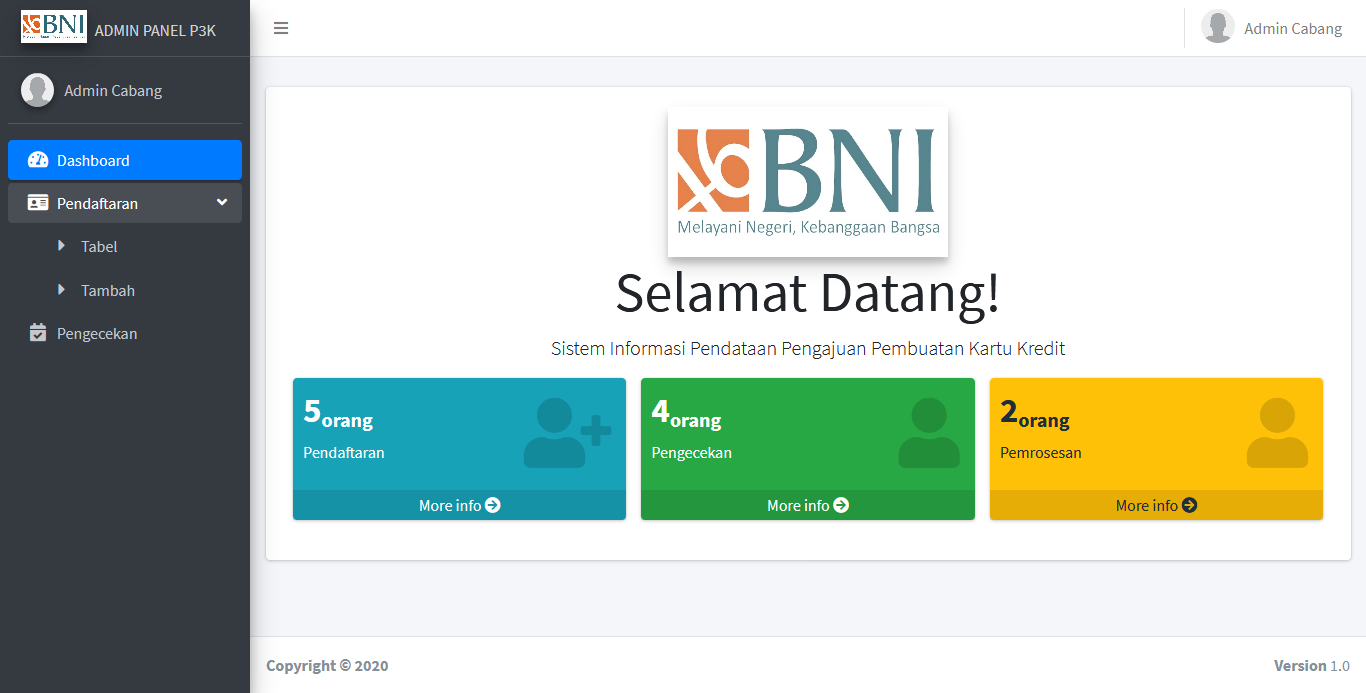 BNI ADMIN PANEL P3K
Admin Cabang
Admin Cabang
Dashboard
Pendaftaran
Tabel
Tambah
Pengecekan
BNI
Melayani Negeri, Kebanggaan Bangsa
Selamat Datang!
Sistem Informasi Pendataan Pengajuan Pembuatan Kartu Kredit
5orang
Pendaftaran
More info
4orang
Pengecekan
More info
2orang
Pemrosesan
More info
Copyright © 2020
Version 1.0